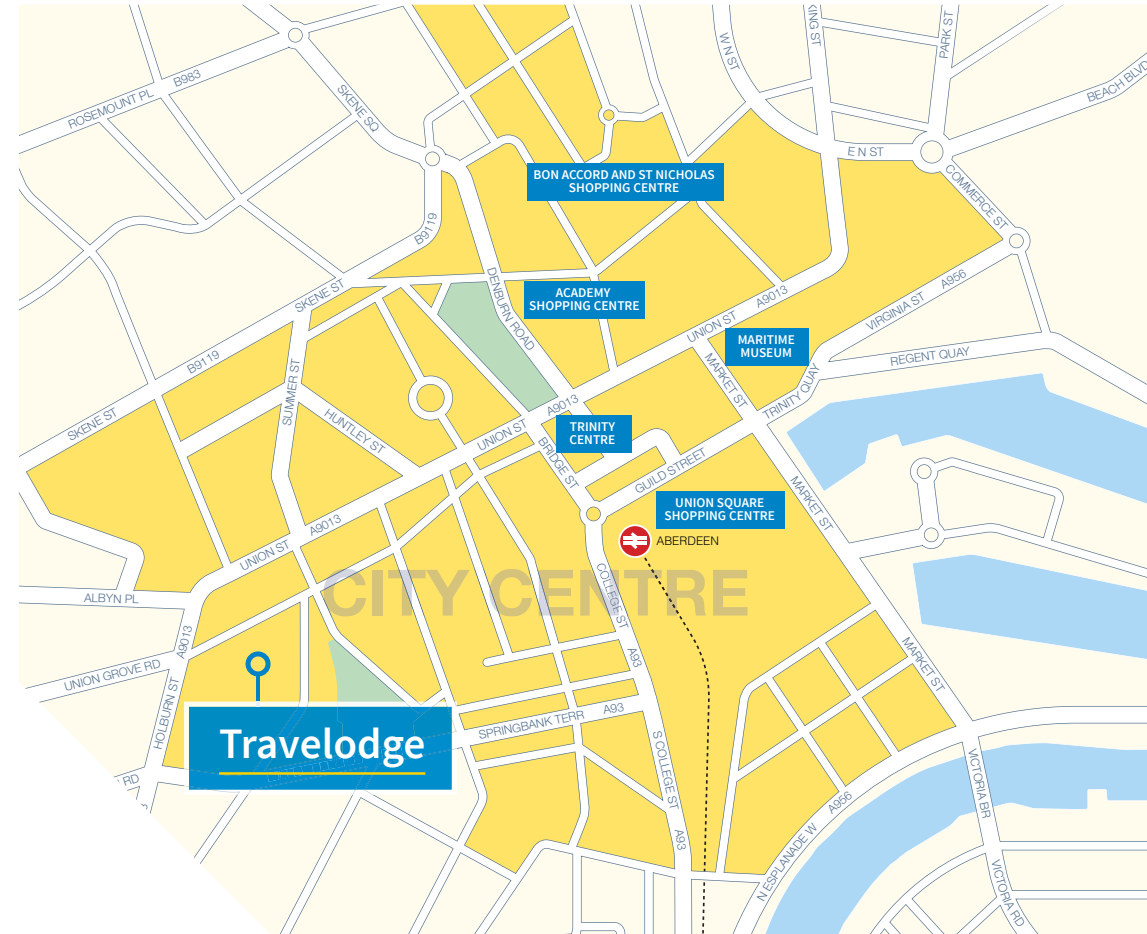 W N ST
KING ST
PARK ST
BEACH BLVD
B983
ROSEMOUNT PL
SKENE SQ
E N ST
COMMERCE ST
BON ACCORD AND ST NICHOLAS
SHOPPING CENTRE
B9119
DENBURN ROAD
SKENE ST
ACADEMY
SHOPPING CENTRE
A9013
UNION ST
A956
VIRGINIA ST
MARITIME
MUSEUM
REGENT QUAY
B9119
SUMMER ST
MARKET ST
TRINITY QUAY
SKENE ST
HUNTLEY ST
A9013
UNION ST
BRIDGE ST
TRINITY
CENTRE
GUILD STREET
MARKET ST
UNION SQUARE
SHOPPING CENTRE
ABERDEEN
A9013
UNION ST
CITY CENTRE
COLLEGE ST
ALBYN PL
A9013
A93
MARKET ST
UNION GROVE RD
HOLBURN ST
Travelodge
SPRINGBANK TERR
A93
S COLLEGE ST
VICTORIA BR
RD
A956
A93
N ESPLANADE W
VICTORIA RD